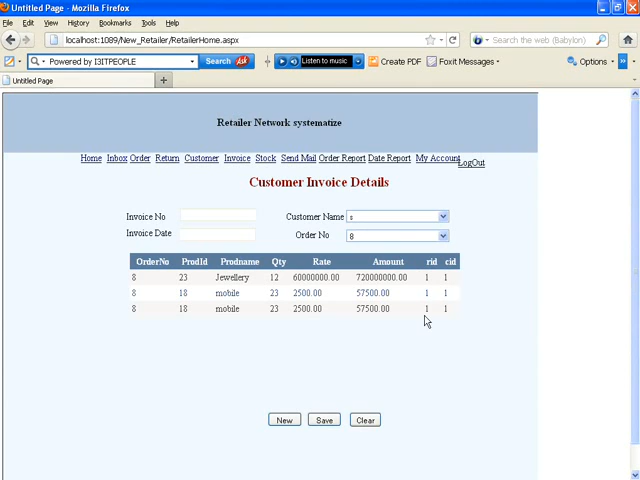 Untitled Page - Mozilla Firefox
File Edit View History Bookmarks Tools Help
localhost:1089/New_Retailer/RetailerHome.aspx
Search the web (Babylon)
Powered by I3ITPEOPLE Search Ask Listen to music Create PDF Foxit Messages Options
Untitled Page
Retailer Network systematize
Home Inbox Order Return Customer Invoice Stock Send Mail Order Report Date Report My Account LogOut
Customer Invoice Details
Invoice No Customer Name s
Invoice Date Order No 8
OrderNo ProdId Prodname Qty Rate Amount rid cid
8 23 Jewellery 12 60000000.00 720000000.00 1 1
8 18 mobile 23 2500.00 57500.00 1 1
8 18 mobile 23 2500.00 57500.00 1 1
New Save Clear